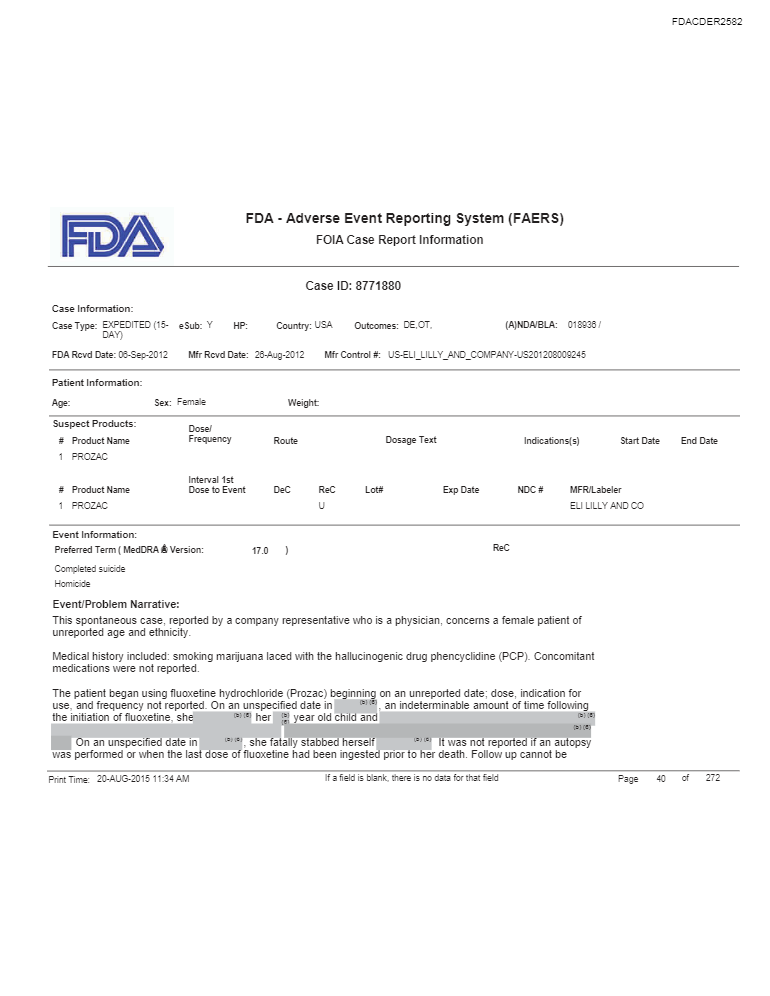 FDACDER2582
FDA
FDA - Adverse Event Reporting System (FAERS)
FOIA Case Report Information
Case ID: 8771880
Case Information:
Case Type: EXPEDITED (15- eSub: Y HP: Country: USA Outcomes: DE,OT, (A)NDA/BLA: 018936 /
DAY)
FDA Rcvd Date: 06-Sep-2012 Mfr Rcvd Date: 26-Aug-2012 Mfr Control #: US-ELI_LILLY_AND_COMPANY-US201208009245
Patient Information:
Age: Sex: Female Weight:
Suspect Products:
Dose/
# Product Name Frequency Route Dosage Text Indications(s) Start Date End Date
1 PROZAC
Interval 1st
# Product Name Dose to Event DeC ReC Lot# Exp Date NDC # MFR/Labeler
1 PROZAC U ELI LILLY AND CO
Event Information:
Preferred Term ( MedDRA Version: 17.0 ) ReC
Completed suicide
Homicide
Event/Problem Narrative:
This spontaneous case, reported by a company representative who is a physician, concerns a female patient of
unreported age and ethnicity.
Medical history included: smoking marijuana laced with the hallucinogenic drug phencyclidine (PCP). Concomitant
medications were not reported.
The patient began using fluoxetine hydrochloride (Prozac) beginning on an unreported date; dose, indication for
use, and frequency not reported. On an unspecified date in (b) (6) , an indeterminable amount of time following
the initiation of fluoxetine, she (b) (6) her (b) (6) year old child and (b) (6)
(b) (6)
On an unspecified date in (b) (6) , she fatally stabbed herself (b) (6) It was not reported if an autopsy
was performed or when the last dose of fluoxetine had been ingested prior to her death. Follow up cannot be
Print Time: 20-AUG-2015 11:34 AM If a field is blank, there is no data for that field Page 40 of 272